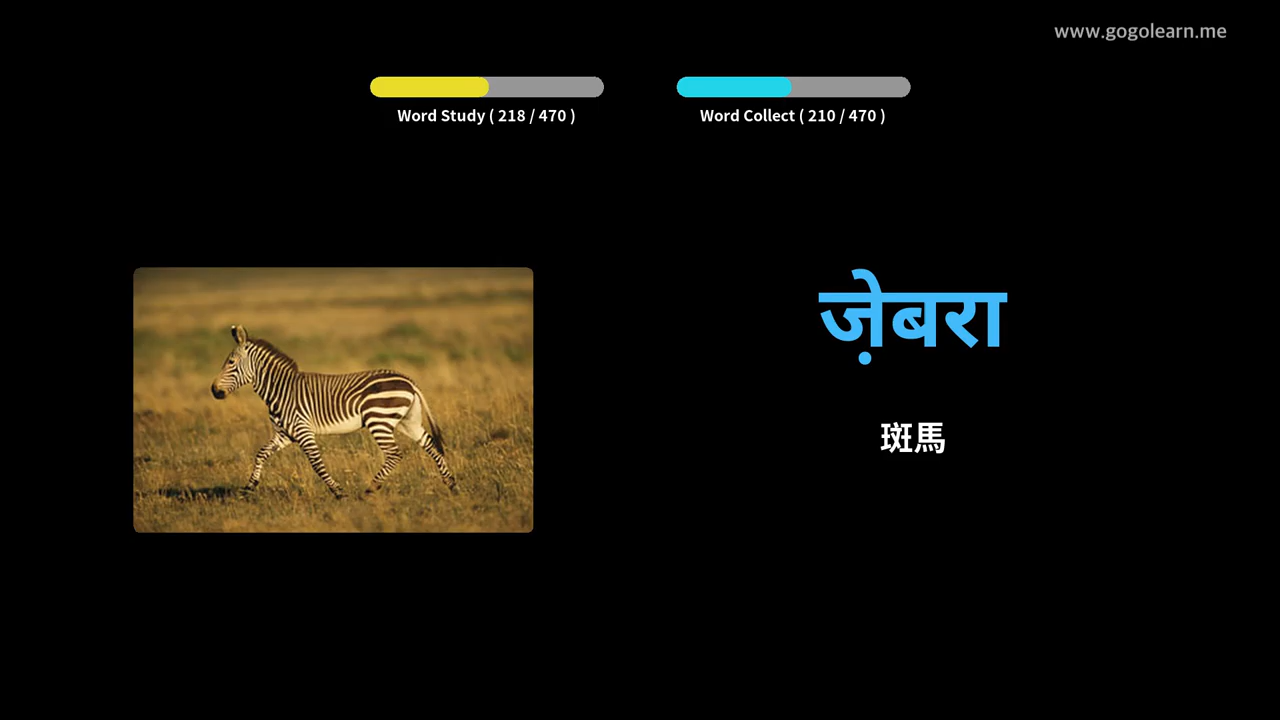 www.gogolearn.me
Word Study ( 218 / 470 )
Word Collect ( 210 / 470 )
ज़ेबरा
斑馬